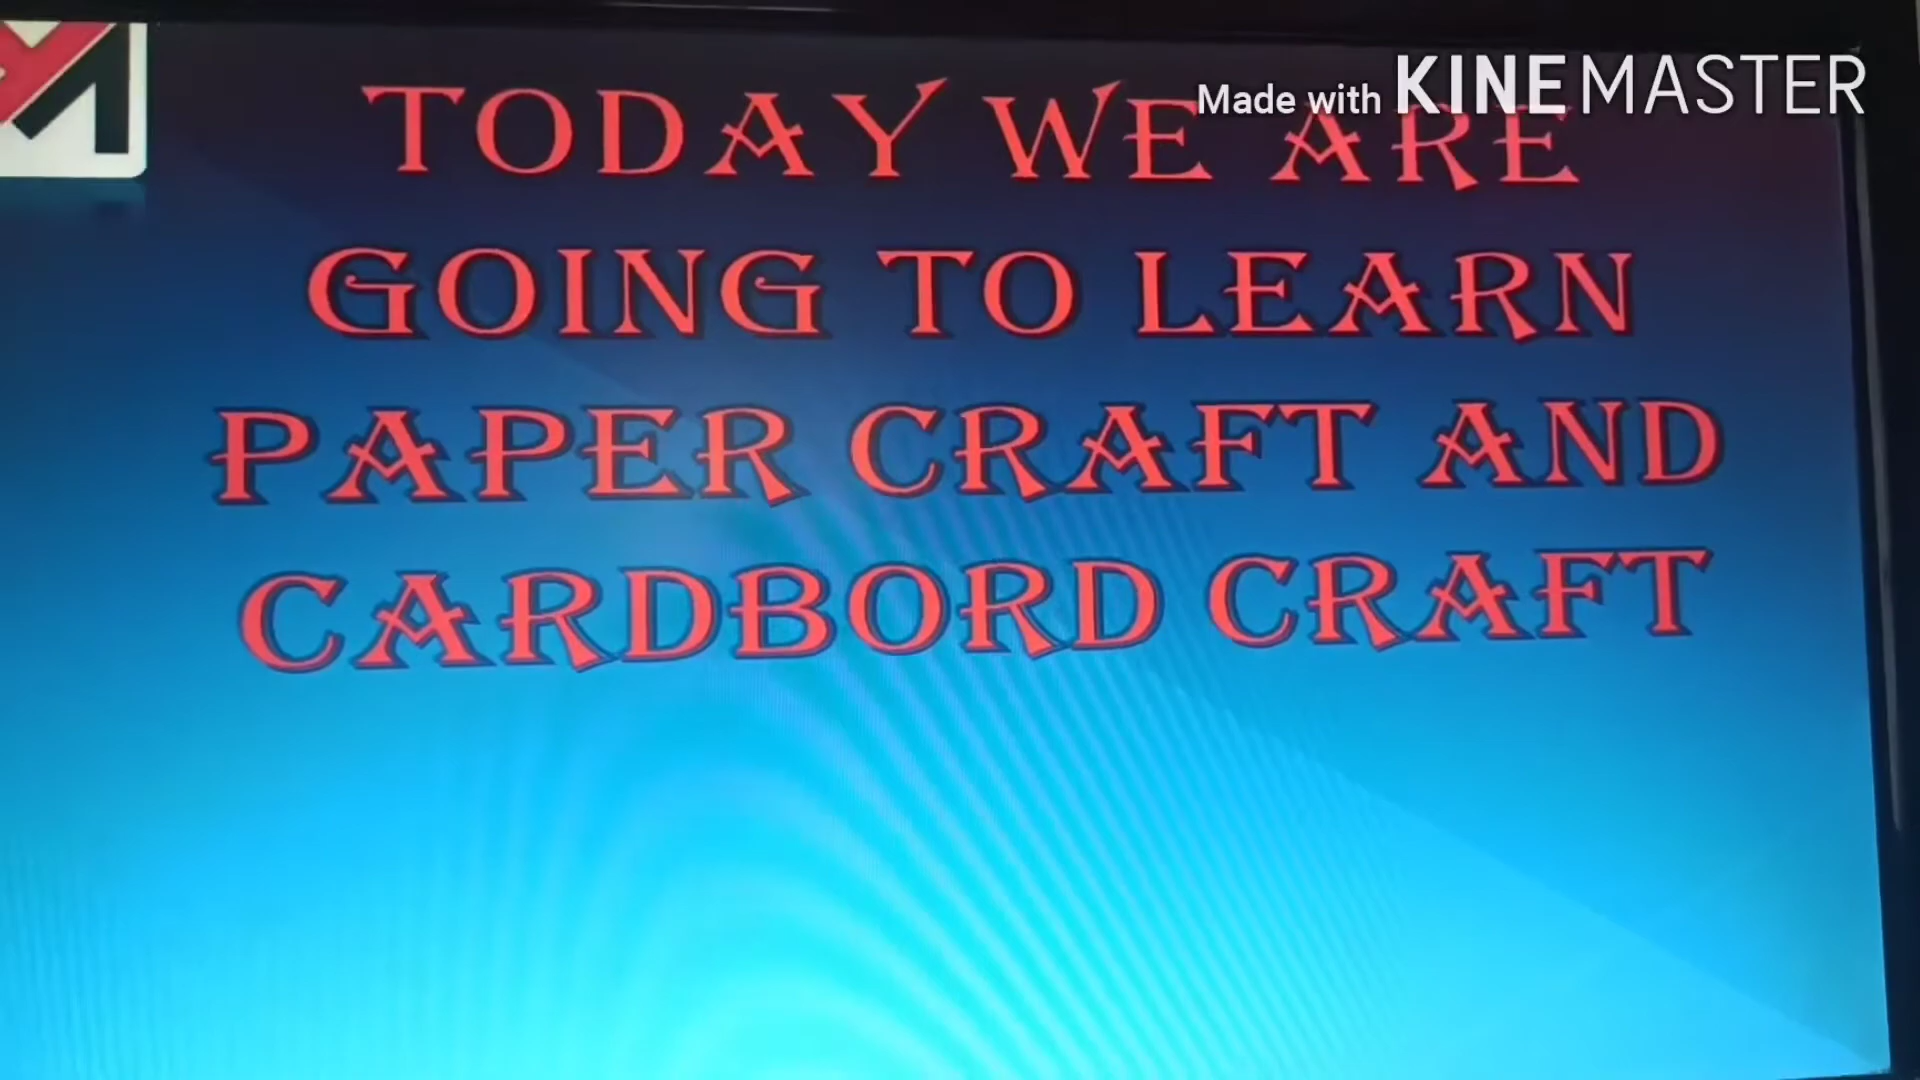 Made with KINEMASTER
TODAY WE ARE
GOING TO LEARN
PAPER CRAFT AND
CARDBORD CRAFT